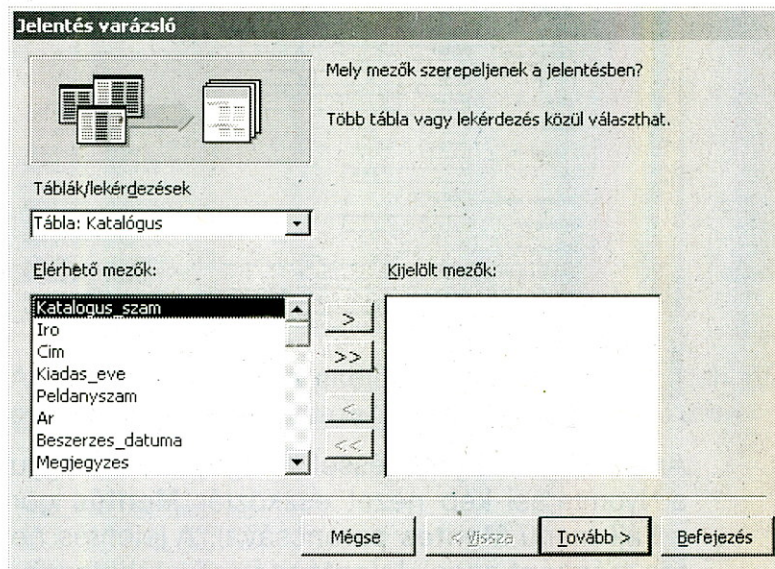 Jelentés varázsló
Mely mezők szerepeljenek a jelentésben?
Több tábla vagy lekérdezés közül választhat.
Táblák/lekérdezések
Tábla: Katalógus
Elérhető mezők:
Kijelölt mezők:
Katalogus_szam
Iro
Cim
Kiadas_eve
Peldanyszam
Ar
Beszerzes_datuma
Megjegyzes
>
>>
<
<<
Mégse
< Vissza
Tovább >
Befejezés